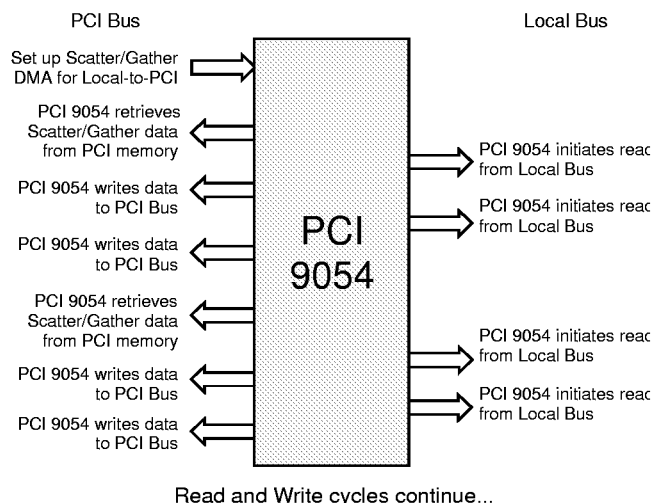 PCI Bus
Local Bus
Set up Scatter/Gather
DMA for Local-to-PCI
PCI 9054 retrieves
Scatter/Gather data
from PCI memory
PCI 9054 writes data
to PCI Bus
PCI 9054 writes data
to PCI Bus
PCI 9054 retrieves
Scatter/Gather data
from PCI memory
PCI 9054 writes data
to PCI Bus
PCI 9054 writes data
to PCI Bus
PCI
9054
PCI 9054 initiates read
from Local Bus
PCI 9054 initiates read
from Local Bus
PCI 9054 initiates read
from Local Bus
PCI 9054 initiates read
from Local Bus
Read and Write cycles continue...